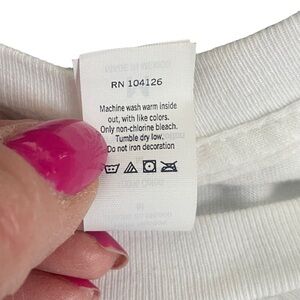 RN 104126
Machine wash warm inside
out, with like colors.
Only non-chlorine bleach.
Tumble dry low.
Do not iron decoration